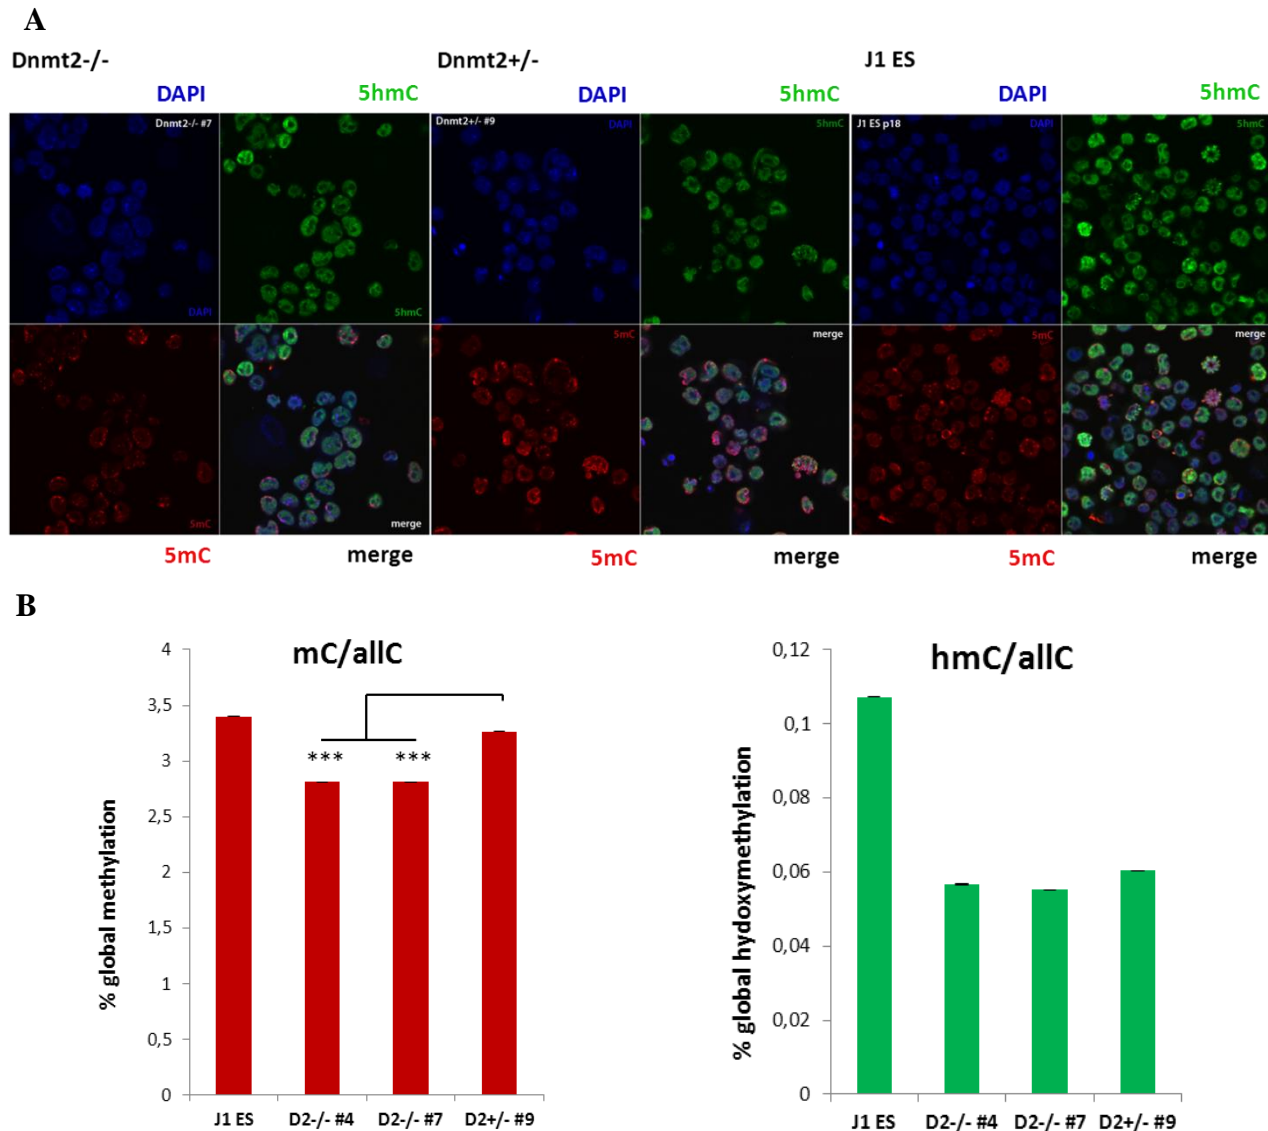 A
Dnmt2-/-
Dnmt2+/-
J1 ES
DAPI
5hmC
DAPI
5hmC
DAPI
5hmC
Dnmt2-/- #7
Dnmt2+/- #9
DAPI
5hmC
J1 ES p18
DAPI
5hmC
DAPI
5hmC
5mC
merge
5mC
merge
5mC
merge
5mC
merge
5mC
merge
5mC
merge
B
mC/allC
% global methylation
4
3,5
3
2,5
2
1,5
1
0,5
0
***
***
J1 ES
D2-/- #4
D2-/- #7
D2+/- #9
hmC/allC
% global hydoxymethylation
0,12
0,1
0,08
0,06
0,04
0,02
0
J1 ES
D2-/- #4
D2-/- #7
D2+/- #9